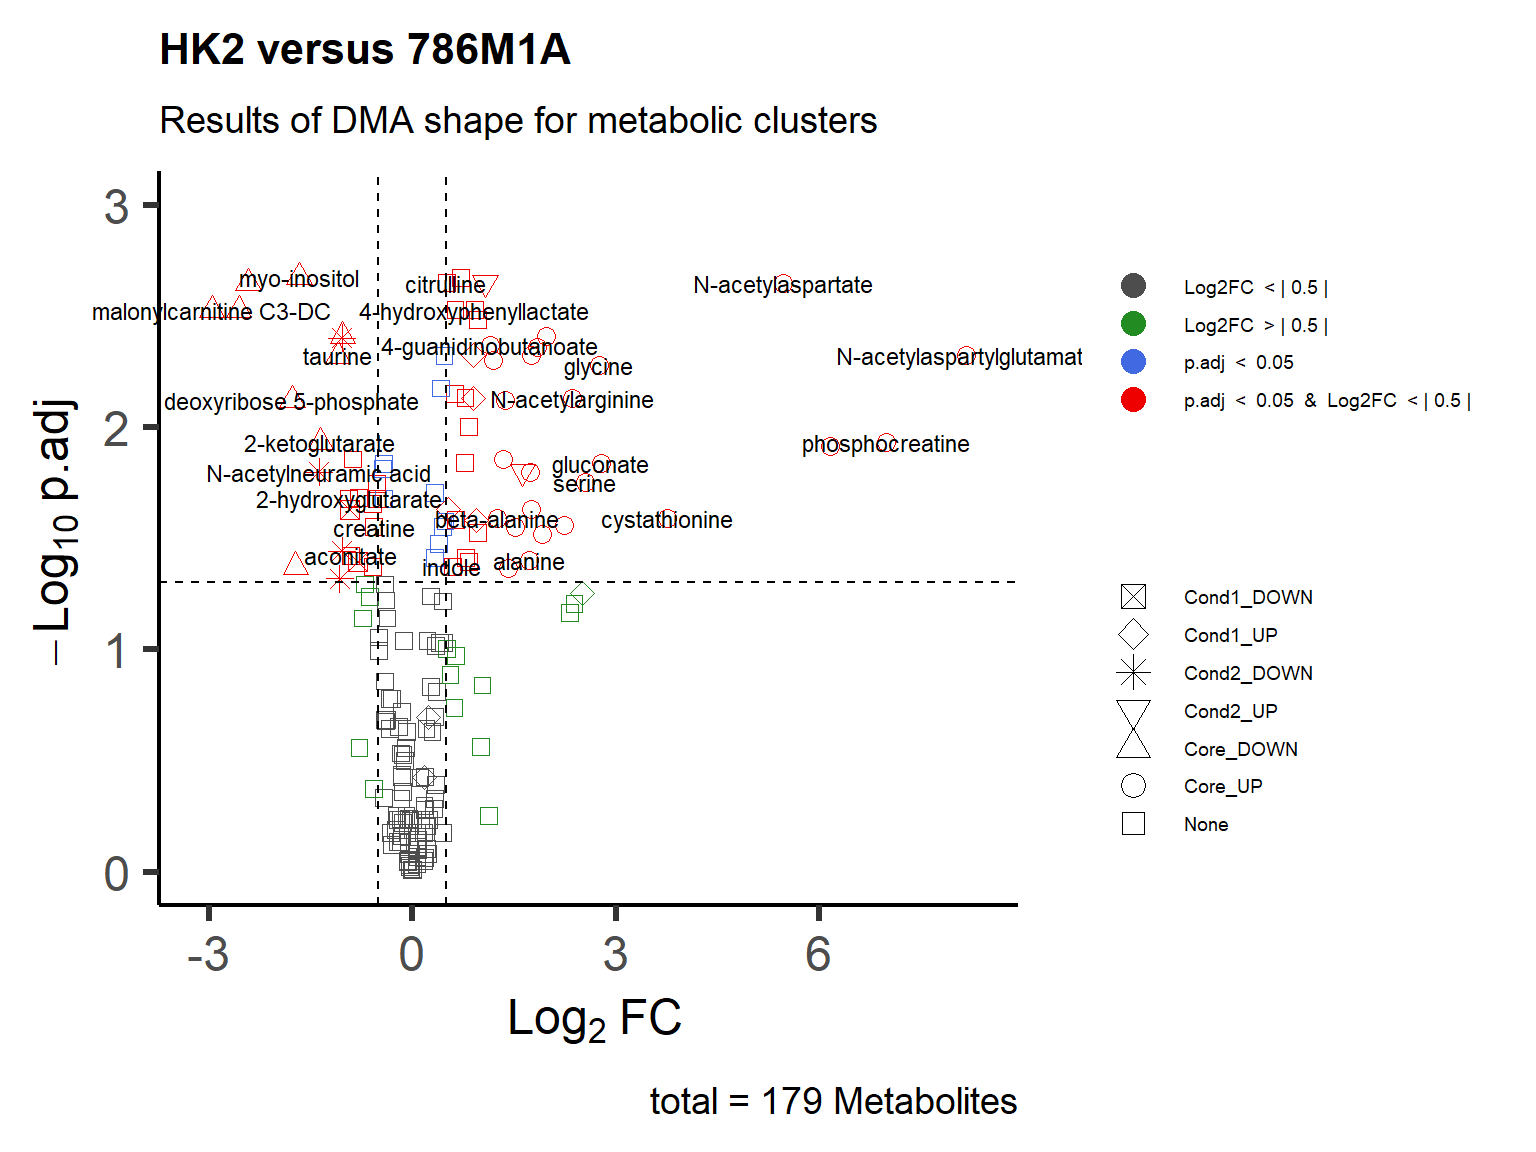 HK2 versus 786M1A
Results of DMA shape for metabolic clusters
3
2
1
0
−Log10 p.adj
-3
0
3
6
Log2 FC
total = 179 Metabolites
myo-inositol
citrulline
N-acetylaspartate
malonylcarnitine C3-DC
4-hydroxyphenyllactate
taurine
4-guanidinobutanoate
N-acetylaspartylglutamat
glycine
deoxyribose 5-phosphate
N-acetylarginine
2-ketoglutarate
phosphocreatine
N-acetylneuramic acid
gluconate
serine
2-hydroxyglutarate
creatine
beta-alanine
cystathionine
aconitate
indole
alanine
Log2FC < | 0.5 |
Log2FC > | 0.5 |
p.adj < 0.05
p.adj < 0.05 & Log2FC < | 0.5 |
Cond1_DOWN
Cond1_UP
Cond2_DOWN
Cond2_UP
Core_DOWN
Core_UP
None